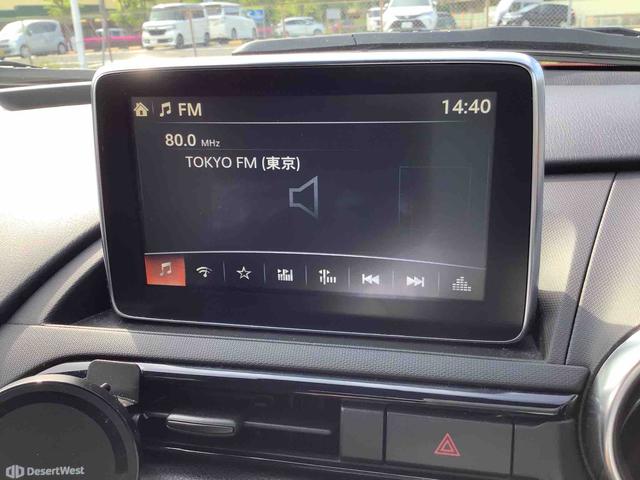 FM 14:40
80.0 MHz
TOKYO FM (東京)
DesertWest